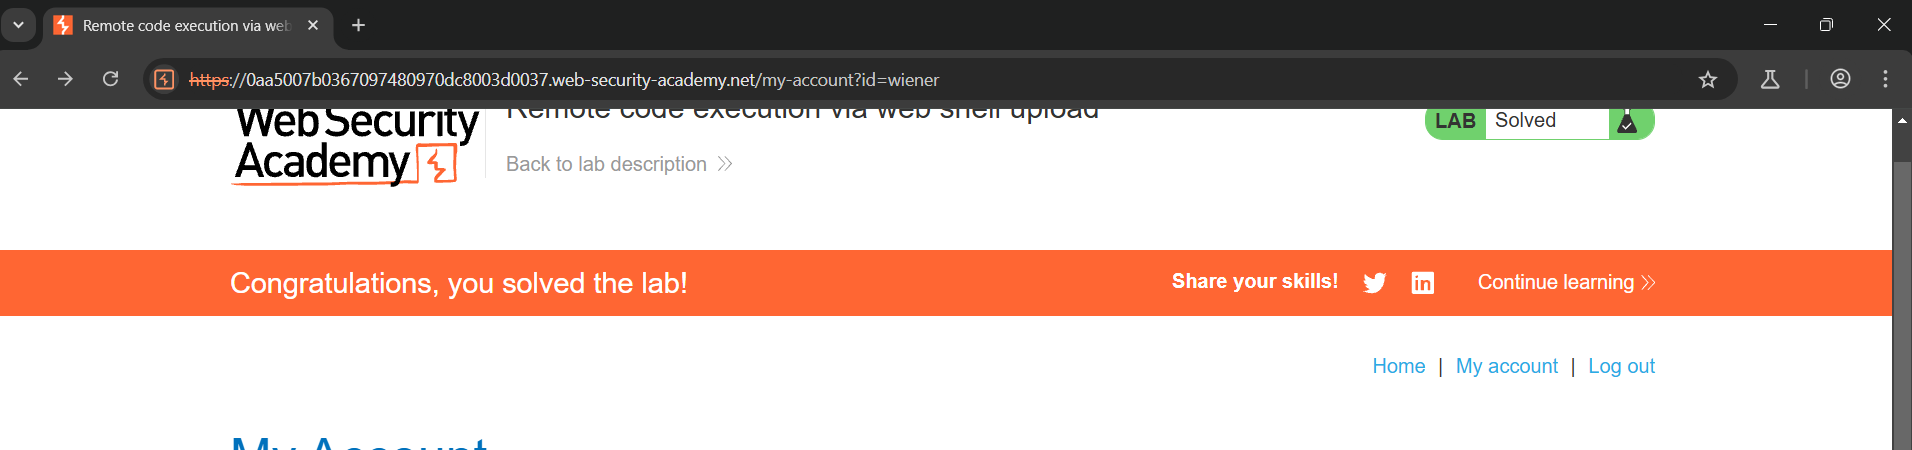 Remote code execution via web
https://0aa5007b0367097480970dc8003d0037.web-security-academy.net/my-account?id=wiener
Web Security
Academy
Remote code execution via web shell upload
Back to lab description
LAB Solved
Congratulations, you solved the lab!
Share your skills!
in
Continue learning
Home | My account | Log out
My Account